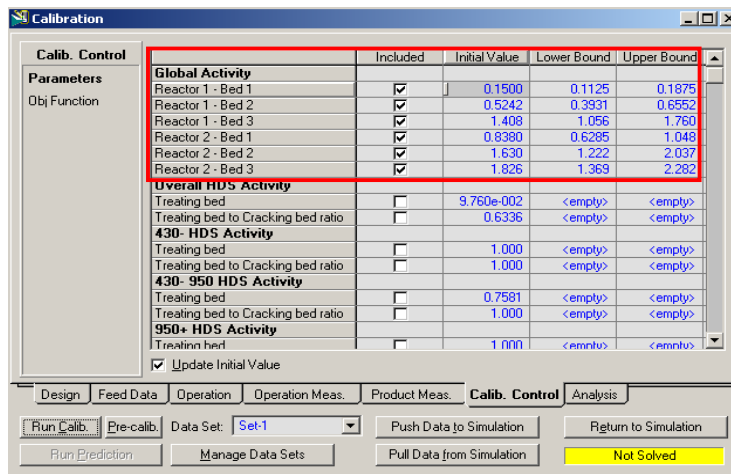 Calibration
Calib. Control
Parameters
Obj Function
Included Initial Value Lower Bound Upper Bound
Global Activity
Reactor 1 - Bed 1 0.1500 0.1125 0.1875
Reactor 1 - Bed 2 0.5242 0.3931 0.6552
Reactor 1 - Bed 3 1.408 1.056 1.760
Reactor 2 - Bed 1 0.8380 0.6285 1.048
Reactor 2 - Bed 2 1.630 1.222 2.037
Reactor 2 - Bed 3 1.826 1.369 2.282
Overall HDS Activity
Treating bed 9.760e-002 <empty> <empty>
Treating bed to Cracking bed ratio 0.6336 <empty> <empty>
430- HDS Activity
Treating bed 1.000 <empty> <empty>
Treating bed to Cracking bed ratio 1.000 <empty> <empty>
430- 950 HDS Activity
Treating bed 0.7581 <empty> <empty>
Treating bed to Cracking bed ratio 1.000 <empty> <empty>
950+ HDS Activity
Treating bed 1.000 <empty> <empty>
Update Initial Value
Design Feed Data Operation Operation Meas. Product Meas. Calib. Control Analysis
Run Calib. Pre-calib. Data Set: Set-1 Push Data to Simulation Return to Simulation
Run Prediction Manage Data Sets Pull Data from Simulation Not Solved